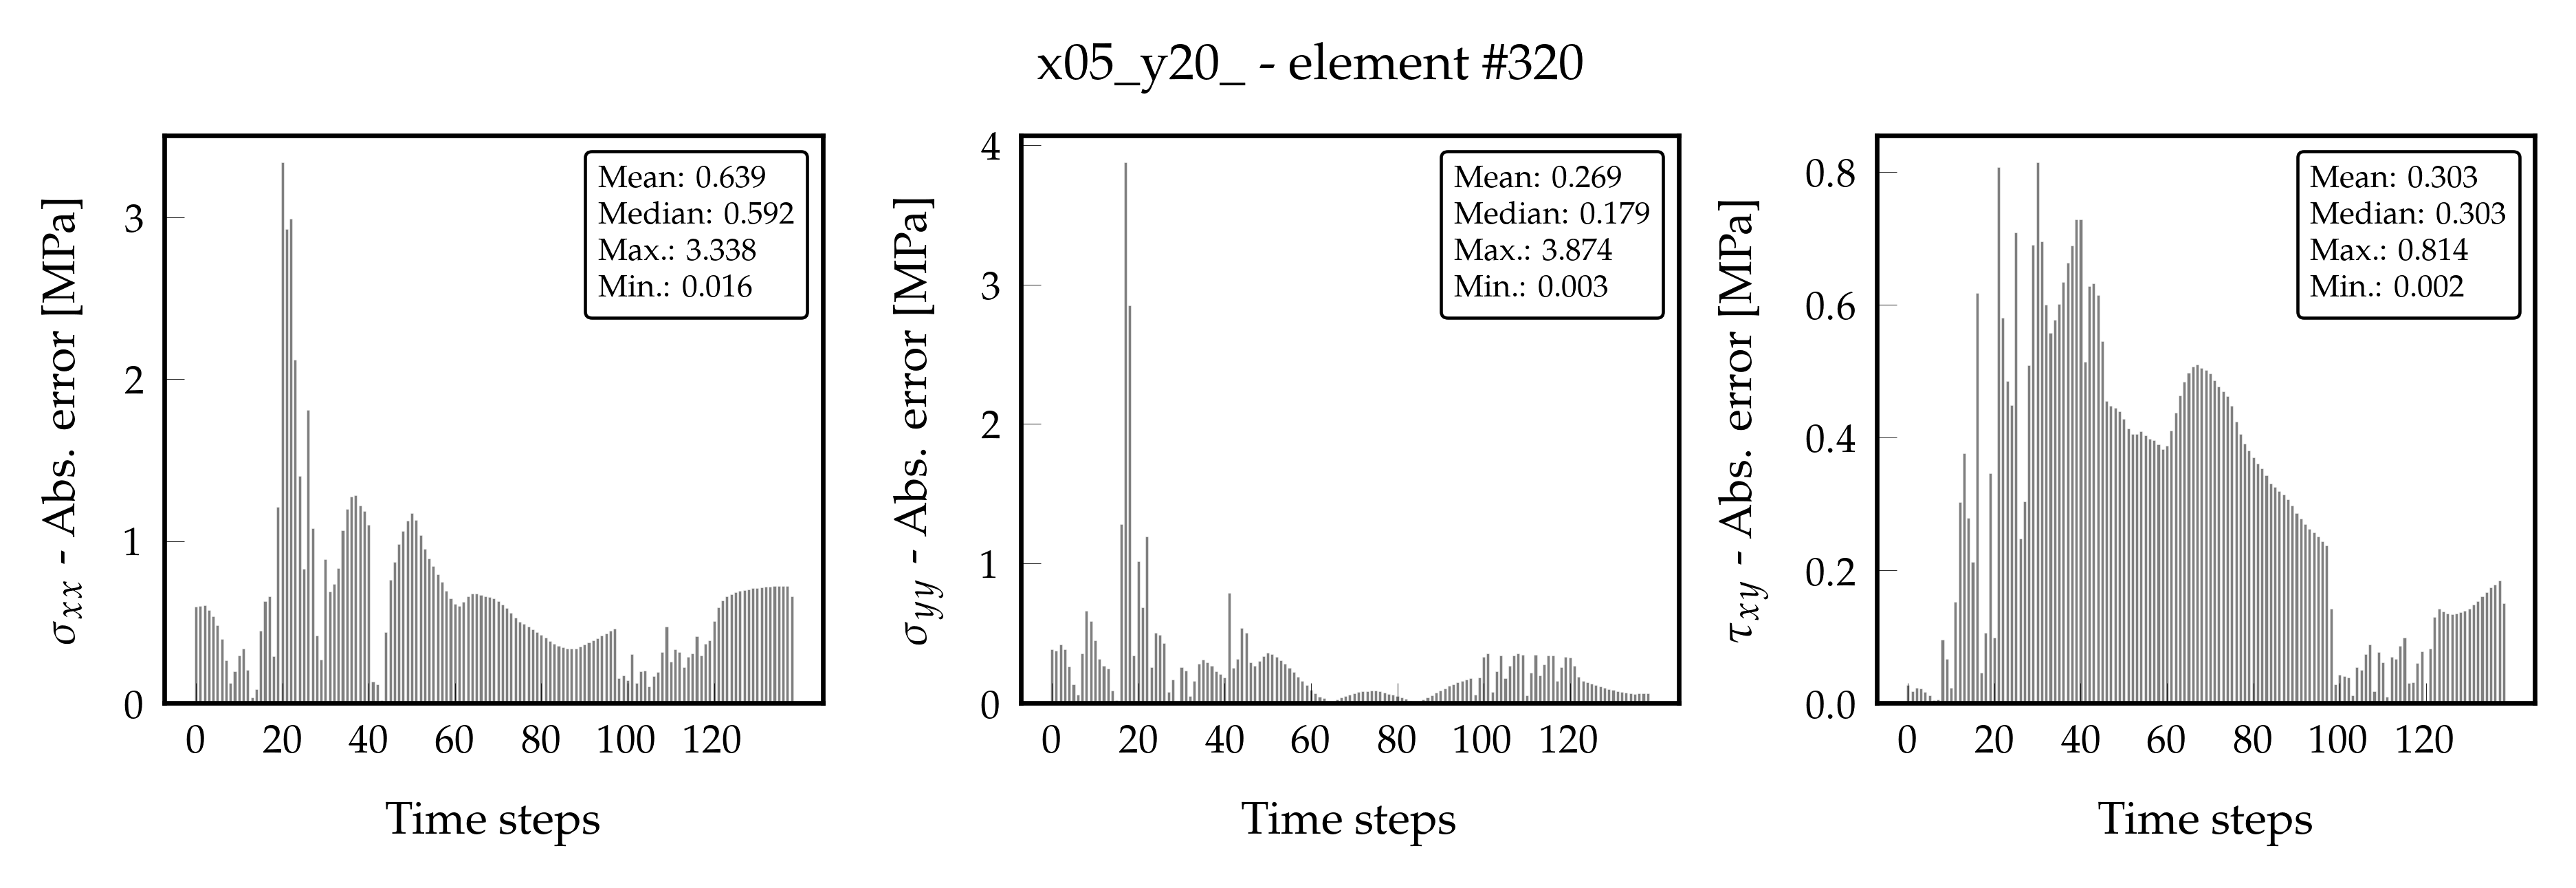 x05_y20_ - element #320
σxx - Abs. error [MPa]
3
2
1
0
0 20 40 60 80 100 120
Time steps
Mean: 0.639
Median: 0.592
Max.: 3.338
Min.: 0.016
σyy - Abs. error [MPa]
4
3
2
1
0
0 20 40 60 80 100 120
Time steps
Mean: 0.269
Median: 0.179
Max.: 3.874
Min.: 0.003
τxy - Abs. error [MPa]
0.8
0.6
0.4
0.2
0.0
0 20 40 60 80 100 120
Time steps
Mean: 0.303
Median: 0.303
Max.: 0.814
Min.: 0.002